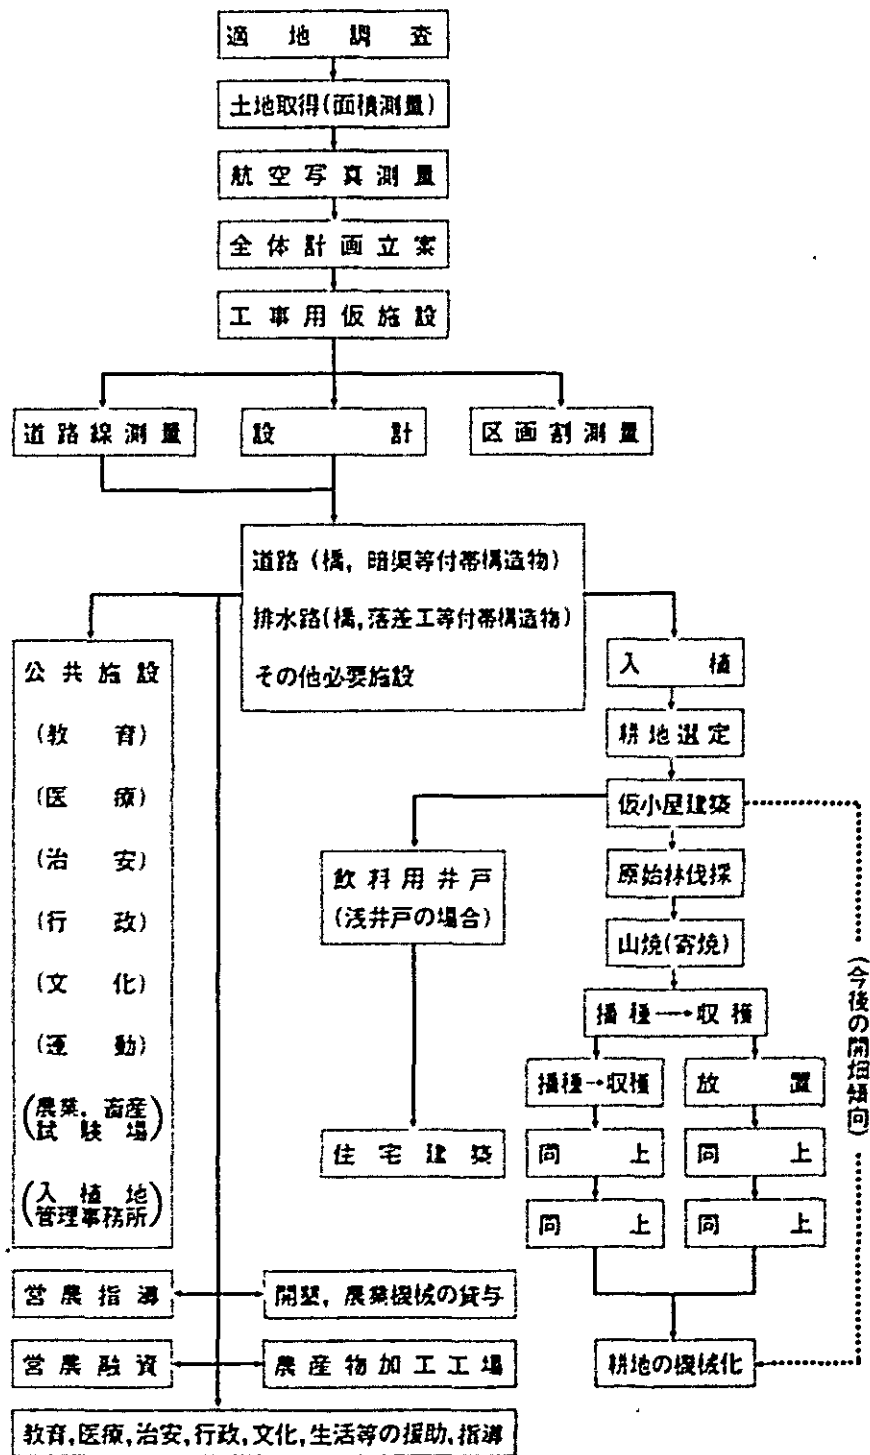 適地調査
土地取得(面積測量)
航空写真測量
全体計画立案
工事用仮施設
道路線測量
設計
区画割測量
道路(橋,暗渠等付帯構造物)
排水路(橋,落差工等付帯構造物)
その他必要施設
公共施設
(教育)
(医療)
(治安)
(行政)
(文化)
(運動)
(農業,畜産
試験場)
(入植地
管理事務所)
入植
耕地選定
仮小屋建築
原始林伐採
山焼(寄焼)
播種→収穫
播種→収穫
放置
同上
同上
同上
同上
飲料用井戸
(浅井戸の場合)
住宅建築
(今後の開畑傾向)
営農指導
開墾,農業機械の貸与
営農融資
農産物加工工場
耕地の機械化
教育,医療,治安,行政,文化,生活等の援助,指導